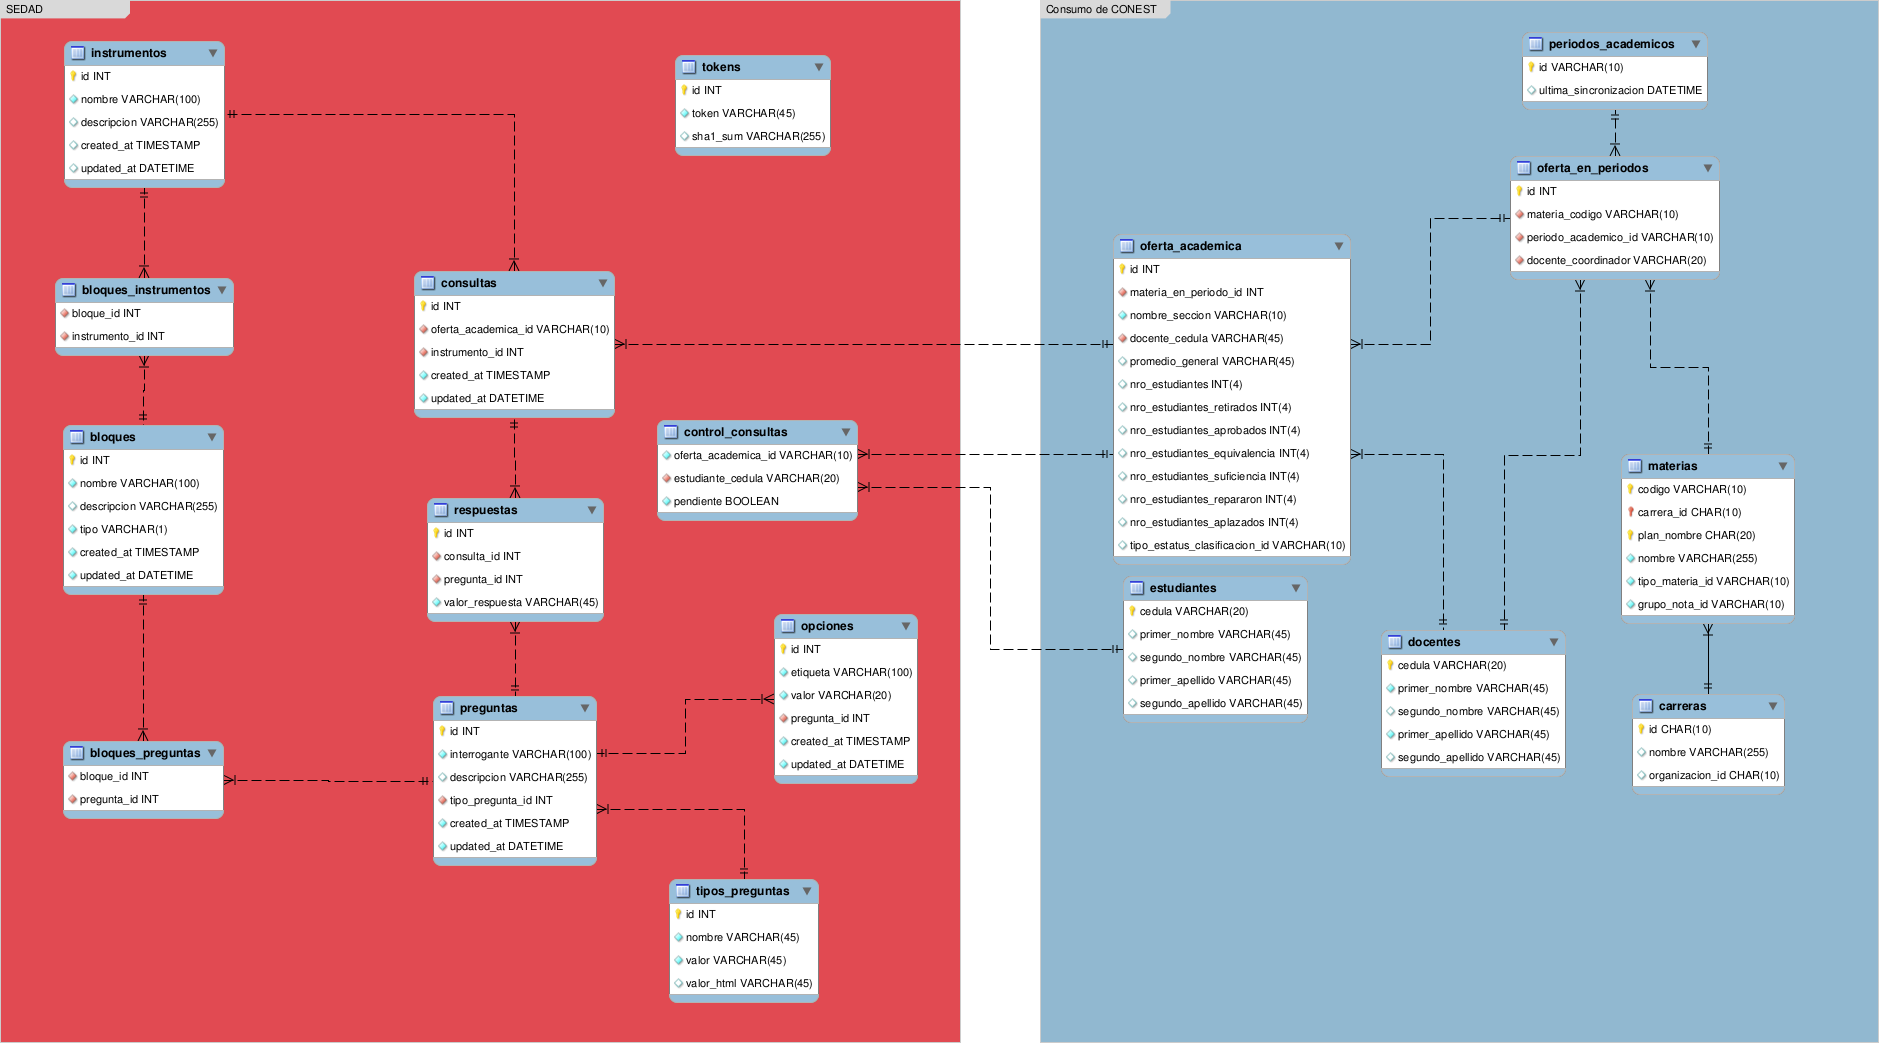 SEDAD
instrumentos
id INT
nombre VARCHAR(100)
descripcion VARCHAR(255)
created_at TIMESTAMP
updated_at DATETIME
tokens
id INT
token VARCHAR(45)
sha1_sum VARCHAR(255)
bloques_instrumentos
bloque_id INT
instrumento_id INT
consultas
id INT
oferta_academica_id VARCHAR(10)
instrumento_id INT
created_at TIMESTAMP
updated_at DATETIME
control_consultas
oferta_academica_id VARCHAR(10)
estudiante_cedula VARCHAR(20)
pendiente BOOLEAN
bloques
id INT
nombre VARCHAR(100)
descripcion VARCHAR(255)
tipo VARCHAR(1)
created_at TIMESTAMP
updated_at DATETIME
respuestas
id INT
consulta_id INT
pregunta_id INT
valor_respuesta VARCHAR(45)
opciones
id INT
etiqueta VARCHAR(100)
valor VARCHAR(20)
pregunta_id INT
created_at TIMESTAMP
updated_at DATETIME
preguntas
id INT
interrogante VARCHAR(100)
descripcion VARCHAR(255)
tipo_pregunta_id INT
created_at TIMESTAMP
updated_at DATETIME
bloques_preguntas
bloque_id INT
pregunta_id INT
tipos_preguntas
id INT
nombre VARCHAR(45)
valor VARCHAR(45)
valor_html VARCHAR(45)
Consumo de CONEST
periodos_academicos
id VARCHAR(10)
ultima_sincronizacion DATETIME
oferta_en_periodos
id INT
materia_codigo VARCHAR(10)
periodo_academico_id VARCHAR(10)
docente_coordinador VARCHAR(20)
oferta_academica
id INT
materia_en_periodo_id INT
nombre_seccion VARCHAR(10)
docente_cedula VARCHAR(45)
promedio_general VARCHAR(45)
nro_estudiantes INT(4)
nro_estudiantes_retirados INT(4)
nro_estudiantes_aprobados INT(4)
nro_estudiantes_equivalencia INT(4)
nro_estudiantes_suficiencia INT(4)
nro_estudiantes_repararon INT(4)
nro_estudiantes_aplazados INT(4)
tipo_estatus_clasificacion_id VARCHAR(10)
materias
codigo VARCHAR(10)
carrera_id CHAR(10)
plan_nombre CHAR(20)
nombre VARCHAR(255)
tipo_materia_id VARCHAR(10)
grupo_nota_id VARCHAR(10)
estudiantes
cedula VARCHAR(20)
primer_nombre VARCHAR(45)
segundo_nombre VARCHAR(45)
primer_apellido VARCHAR(45)
segundo_apellido VARCHAR(45)
docentes
cedula VARCHAR(20)
primer_nombre VARCHAR(45)
segundo_nombre VARCHAR(45)
primer_apellido VARCHAR(45)
segundo_apellido VARCHAR(45)
carreras
id CHAR(10)
nombre VARCHAR(255)
organizacion_id CHAR(10)